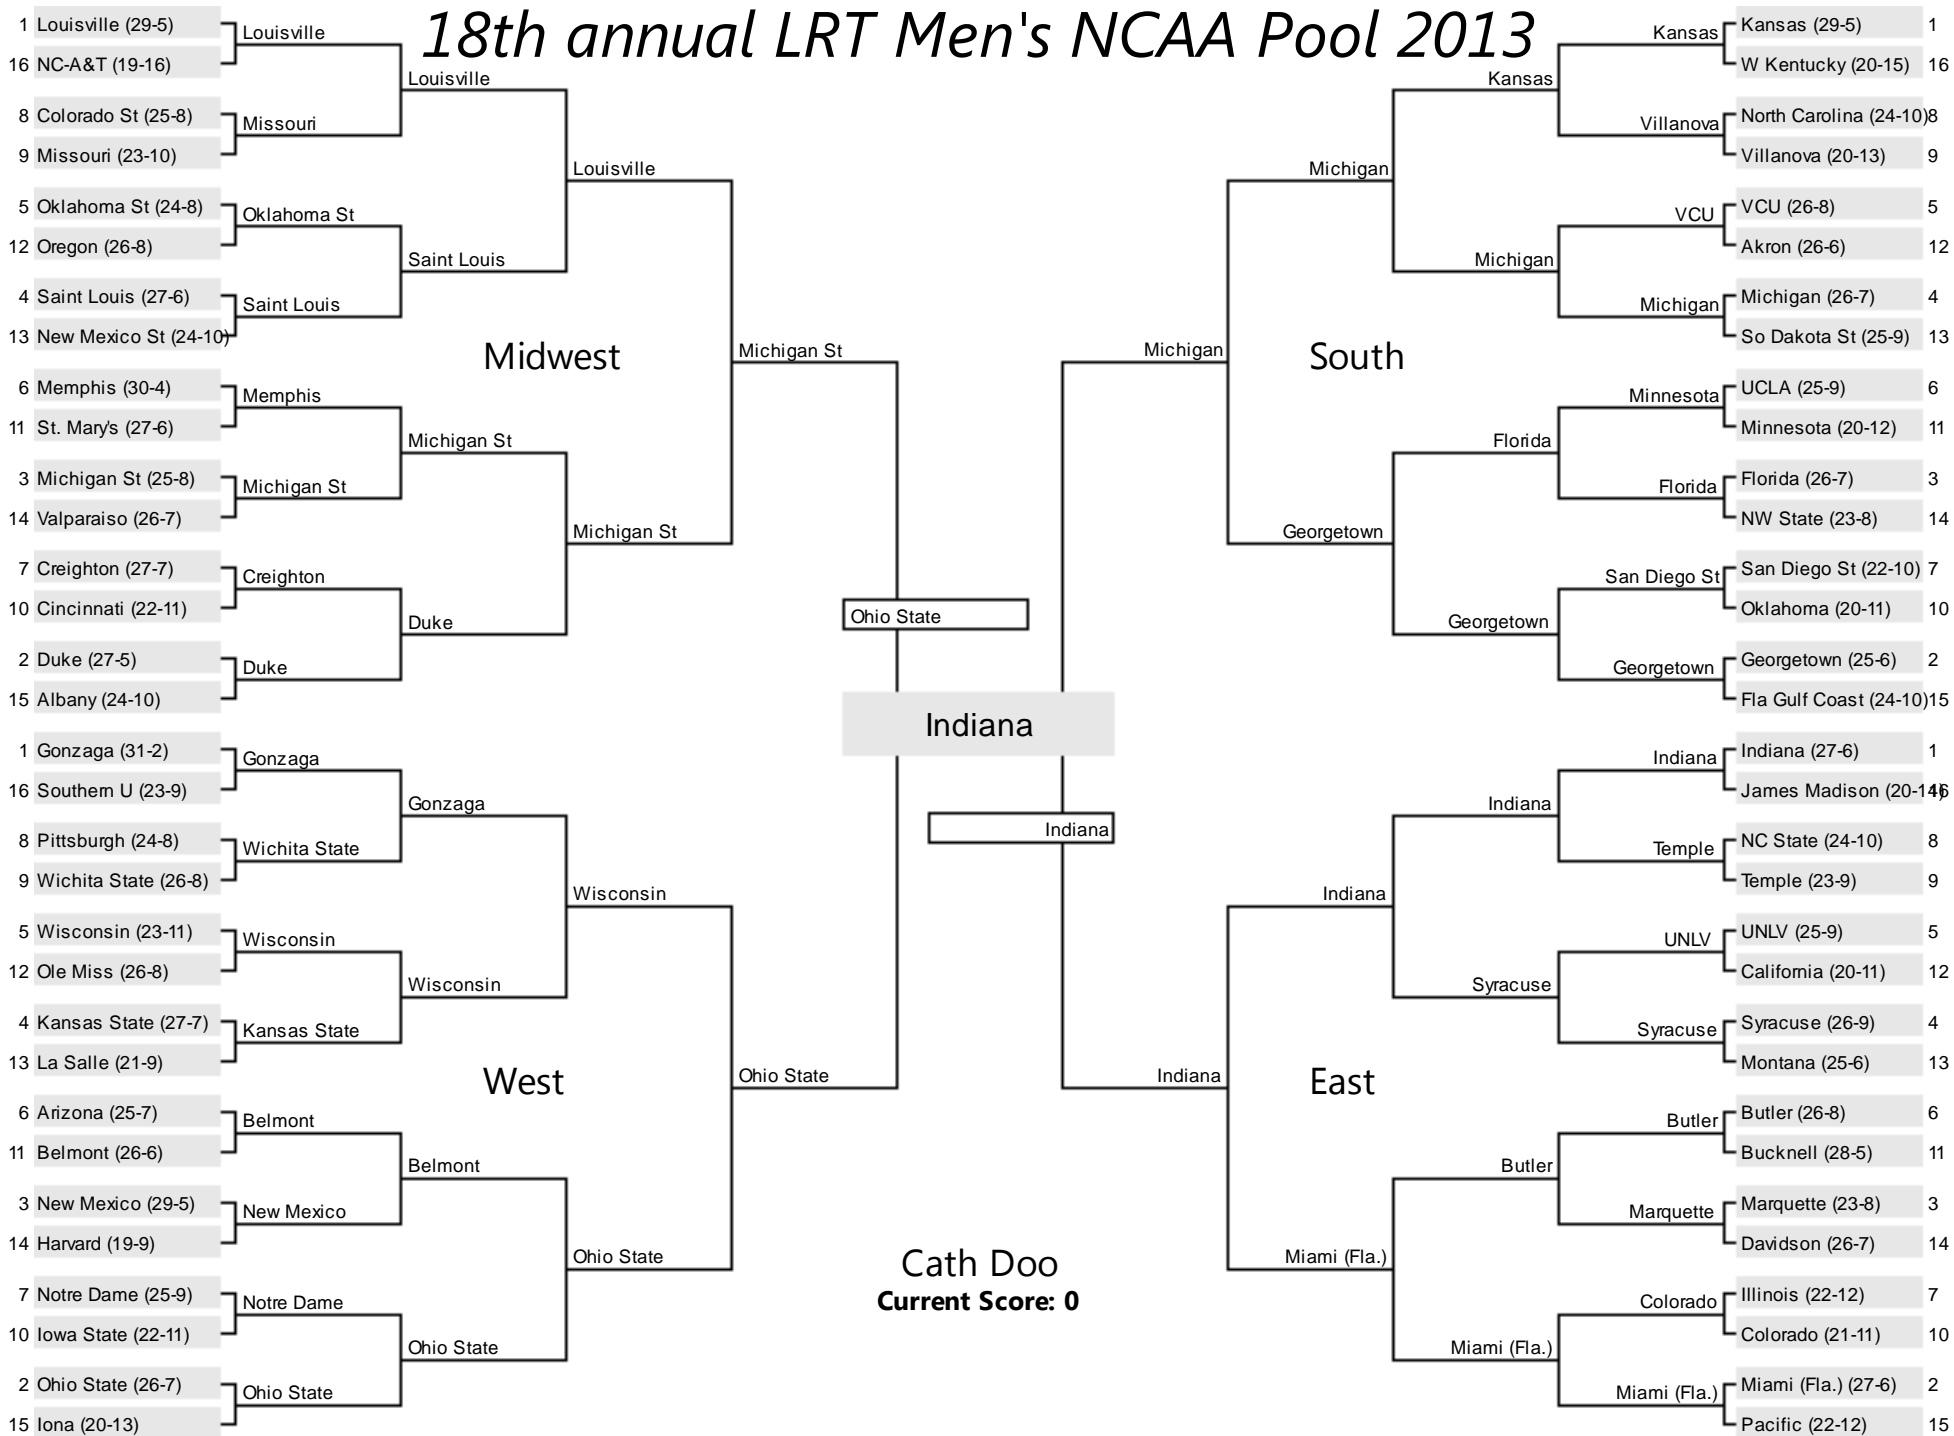 18th annual LRT Men's NCAA Pool 2013
1 Louisville (29-5)
16 NC-A&T (19-16)
8 Colorado St (25-8)
9 Missouri (23-10)
5 Oklahoma St (24-8)
12 Oregon (26-8)
4 Saint Louis (27-6)
13 New Mexico St (24-10)
6 Memphis (30-4)
11 St. Mary's (27-6)
3 Michigan St (25-8)
14 Valparaiso (26-7)
7 Creighton (27-7)
10 Cincinnati (22-11)
2 Duke (27-5)
15 Albany (24-10)
Louisville
Missouri
Oklahoma St
Saint Louis
Memphis
Michigan St
Creighton
Duke
Louisville
Saint Louis
Michigan St
Duke
Louisville
Michigan St
Midwest
Michigan St
1 Gonzaga (31-2)
16 Southern U (23-9)
8 Pittsburgh (24-8)
9 Wichita State (26-8)
5 Wisconsin (23-11)
12 Ole Miss (26-8)
4 Kansas State (27-7)
13 La Salle (21-9)
6 Arizona (25-7)
11 Belmont (26-6)
3 New Mexico (29-5)
14 Harvard (19-9)
7 Notre Dame (25-9)
10 Iowa State (22-11)
2 Ohio State (26-7)
15 Iona (20-13)
Gonzaga
Wichita State
Wisconsin
Kansas State
Belmont
New Mexico
Notre Dame
Ohio State
Gonzaga
Wisconsin
Belmont
Ohio State
Wisconsin
Ohio State
West
Ohio State
Ohio State
Indiana
Indiana
Cath Doo
Current Score: 0
Kansas (29-5) 1
W Kentucky (20-15) 16
North Carolina (24-10) 8
Villanova (20-13) 9
VCU (26-8) 5
Akron (26-6) 12
Michigan (26-7) 4
So Dakota St (25-9) 13
UCLA (25-9) 6
Minnesota (20-12) 11
Florida (26-7) 3
NW State (23-8) 14
San Diego St (22-10) 7
Oklahoma (20-11) 10
Georgetown (25-6) 2
Fla Gulf Coast (24-10) 15
Kansas
Villanova
VCU
Michigan
Minnesota
Florida
San Diego St
Georgetown
Kansas
Michigan
Florida
Georgetown
Michigan
Georgetown
South
Michigan
Indiana (27-6) 1
James Madison (20-14) 16
NC State (24-10) 8
Temple (23-9) 9
UNLV (25-9) 5
California (20-11) 12
Syracuse (26-9) 4
Montana (25-6) 13
Butler (26-8) 6
Bucknell (28-5) 11
Marquette (23-8) 3
Davidson (26-7) 14
Illinois (22-12) 7
Colorado (21-11) 10
Miami (Fla.) (27-6) 2
Pacific (22-12) 15
Indiana
Temple
UNLV
Syracuse
Butler
Marquette
Colorado
Miami (Fla.)
Indiana
Syracuse
Butler
Miami (Fla.)
Indiana
Miami (Fla.)
East
Indiana